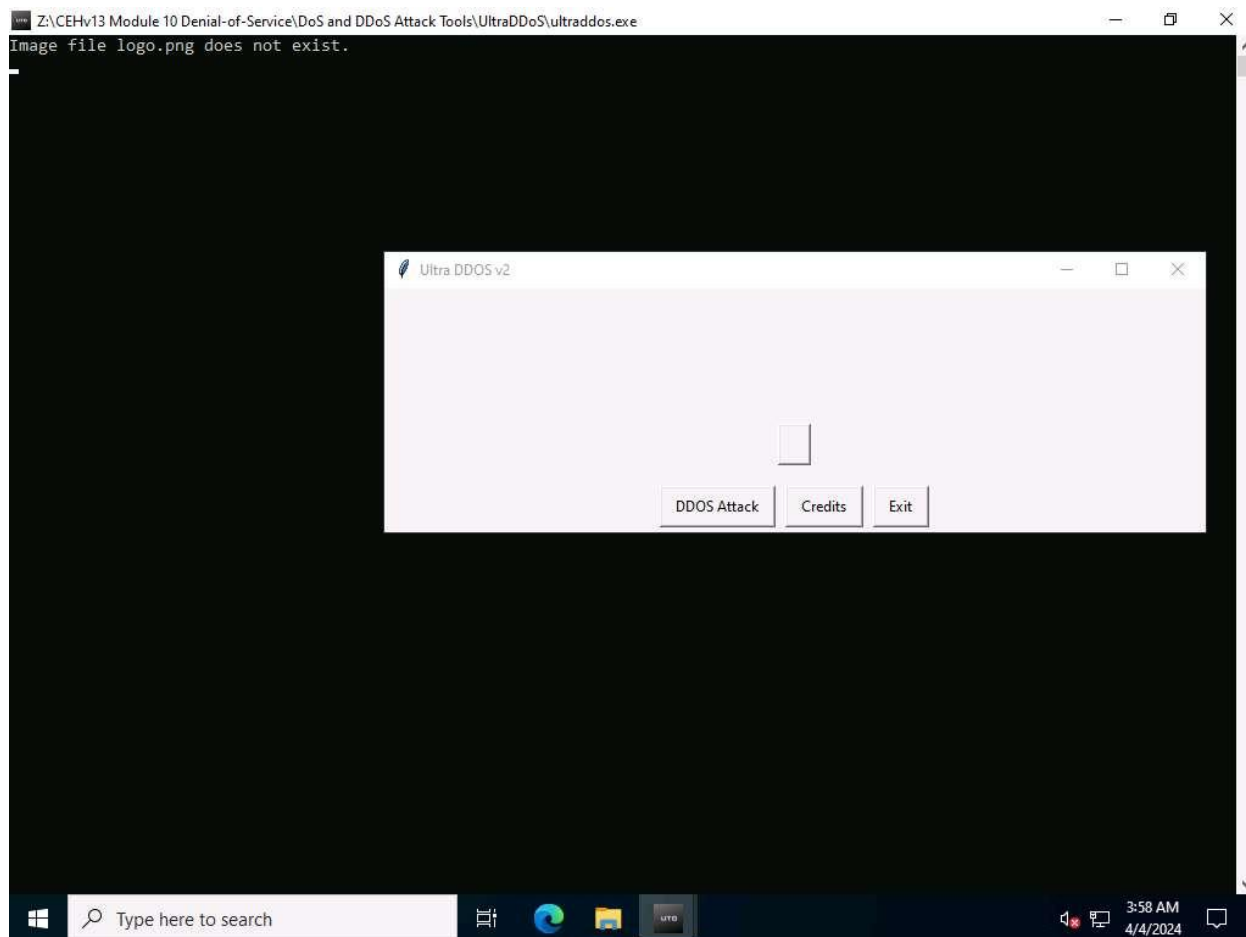 Z:\CEHv13 Module 10 Denial-of-Service\DoS and DDoS Attack Tools\UltraDDoS\ultraddos.exe
Image file logo.png does not exist.
Ultra DDOS v2
DDOS Attack Credits Exit
Type here to search
UTO
3:58 AM
4/4/2024